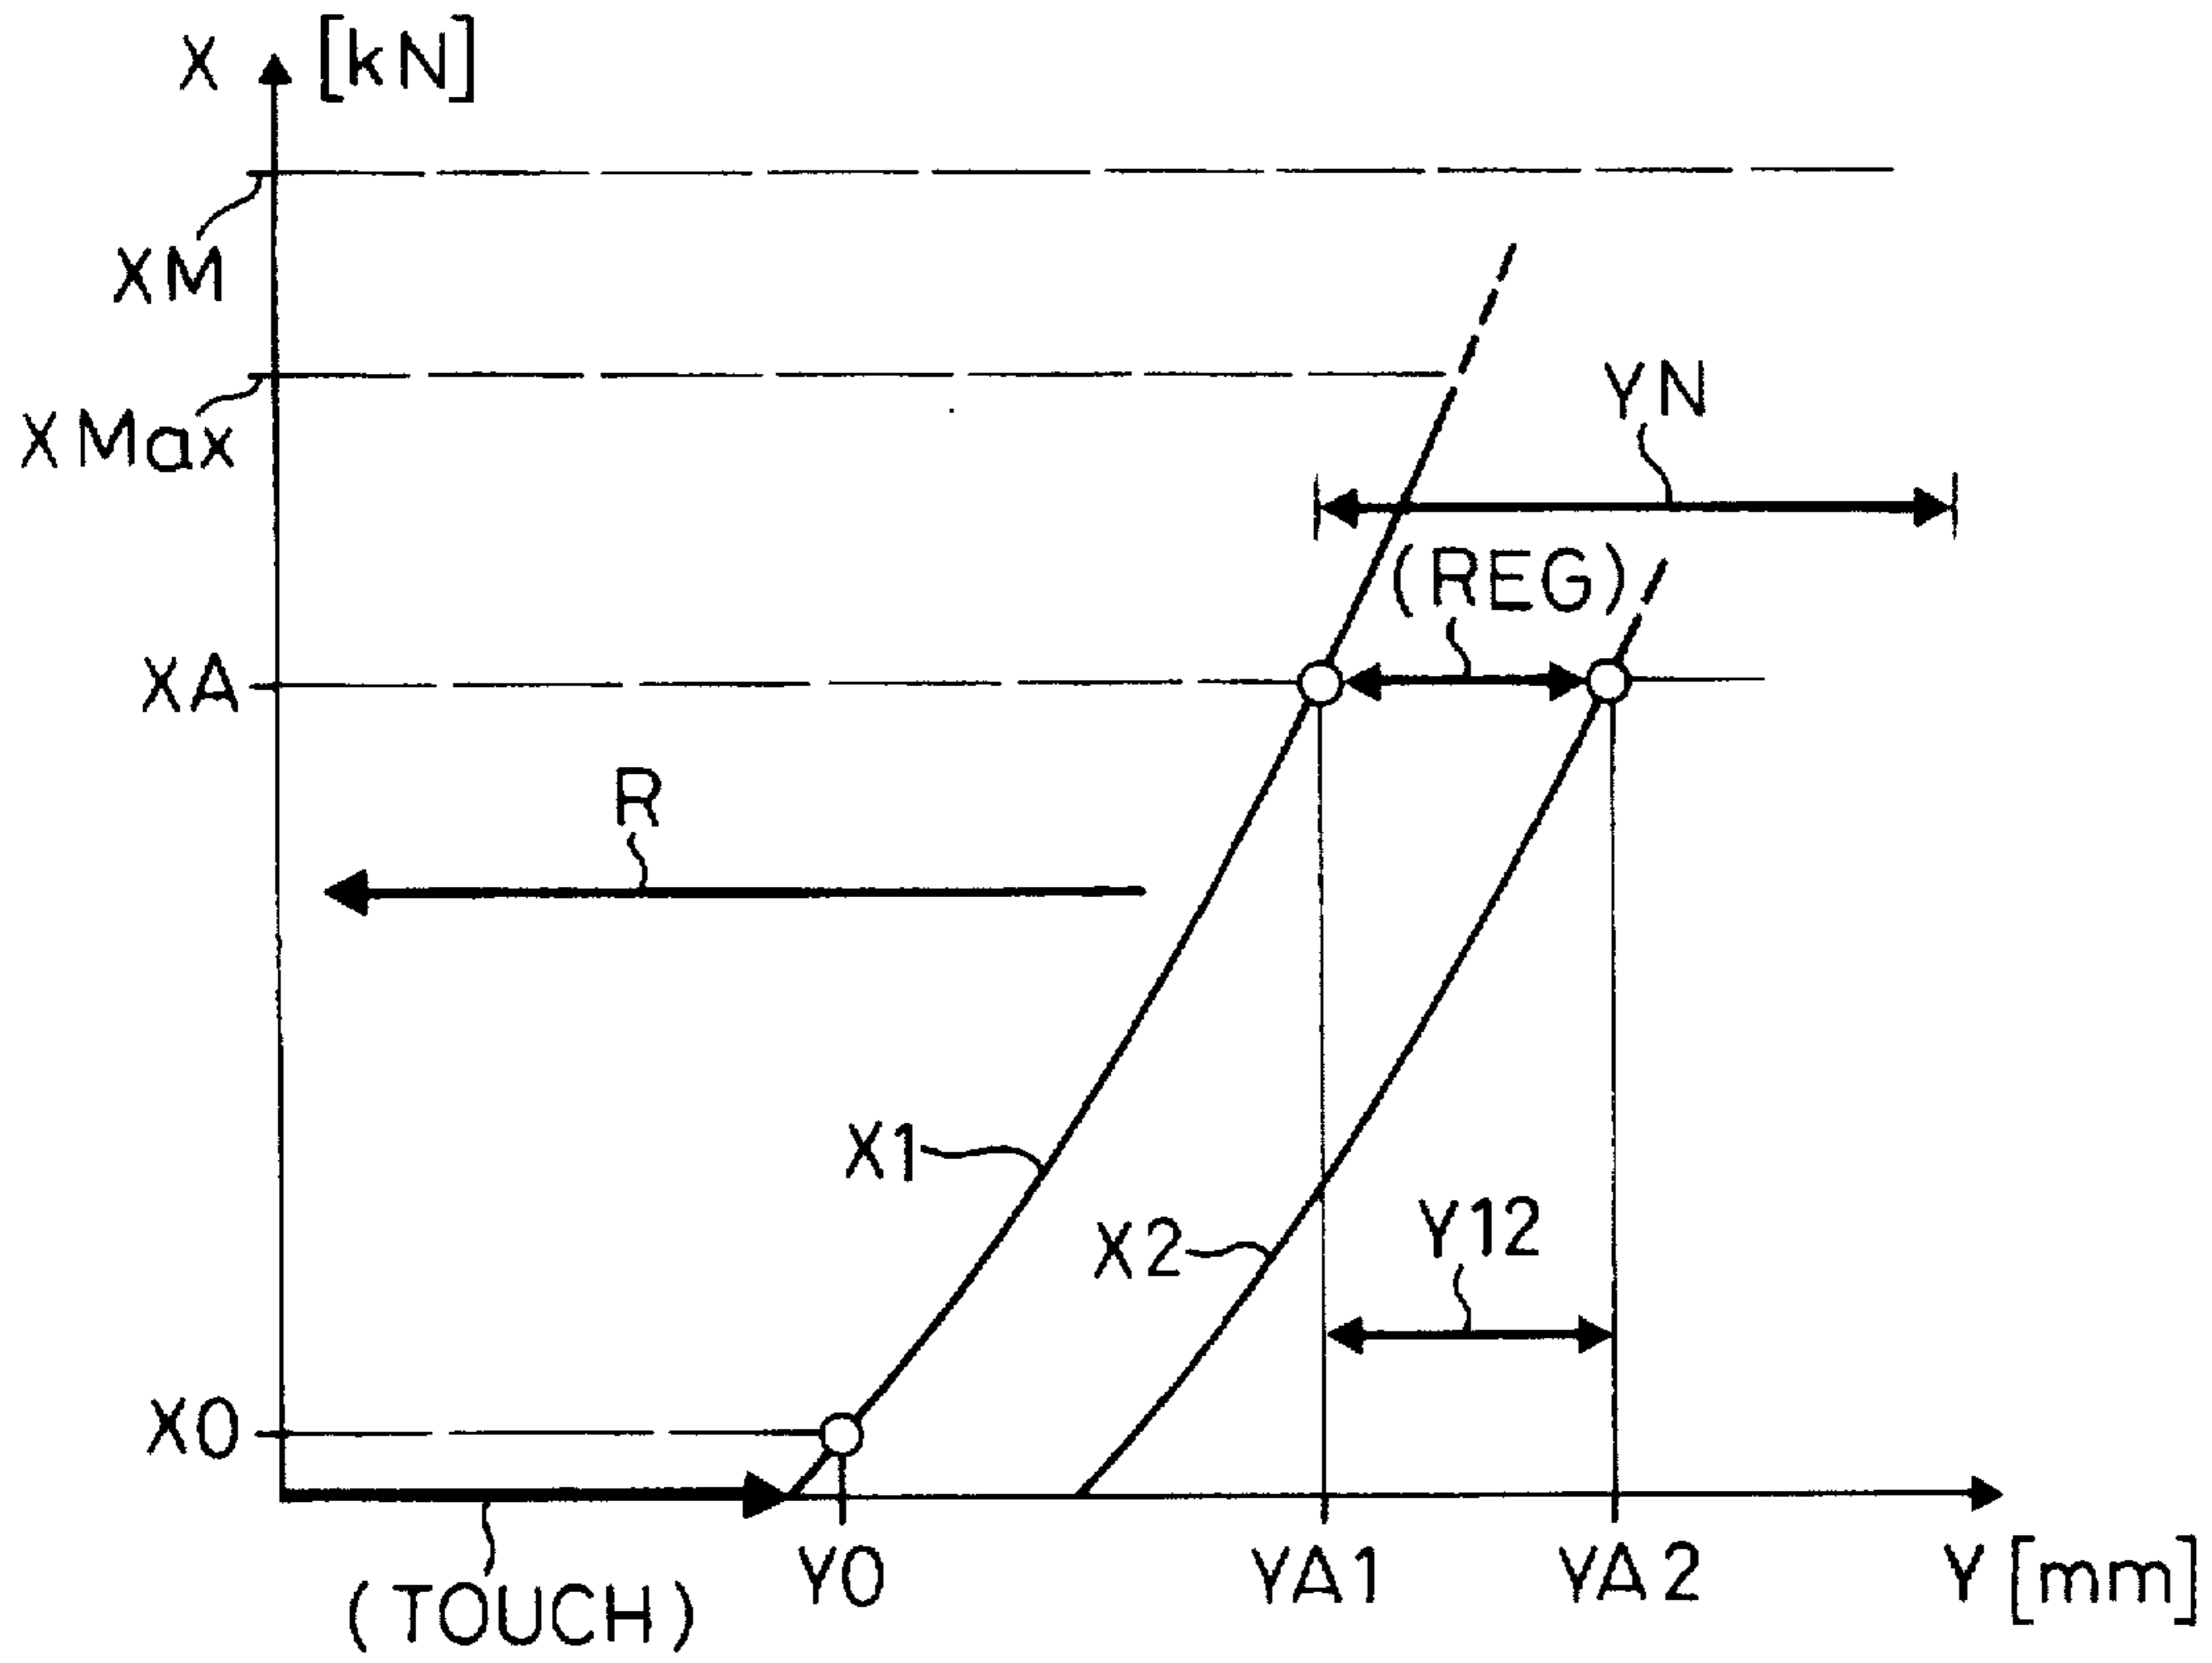 X [kN]
XM
XMax
YN
(REG)
XA
R
X1
X2
Y12
X0
Y0
YA1
YA2
Y [mm]
(TOUCH)